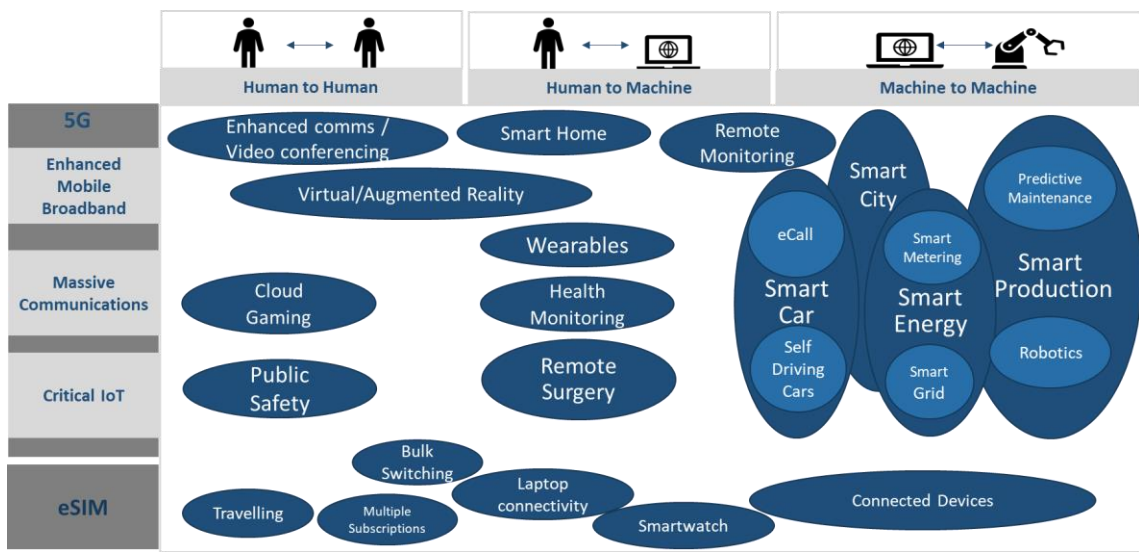 Human to Human
Human to Machine
Machine to Machine
5G
Enhanced
Mobile
Broadband
Massive
Communications
Critical IoT
eSIM
Enhanced comms /
Video conferencing
Smart Home
Remote
Monitoring
Virtual/Augmented Reality
Wearables
Cloud
Gaming
Health
Monitoring
Public
Safety
Remote
Surgery
Smart
City
eCall
Smart
Car
Self
Driving
Cars
Smart
Metering
Smart
Energy
Smart
Grid
Predictive
Maintenance
Smart
Production
Robotics
Bulk
Switching
Travelling
Multiple
Subscriptions
Laptop
connectivity
Smartwatch
Connected Devices